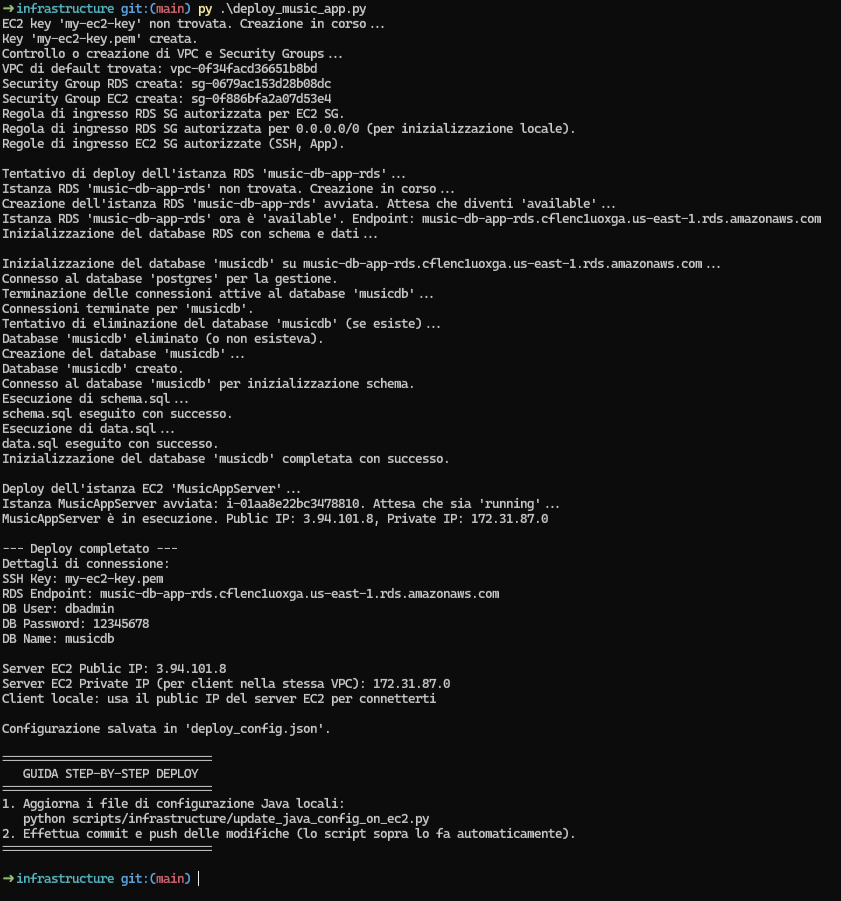 ➜ infrastructure git:(main) py .\deploy_music_app.py
EC2 key 'my-ec2-key' non trovata. Creazione in corso...
Key 'my-ec2-key.pem' creata.
Controllo o creazione di VPC e Security Groups...
VPC di default trovata: vpc-0f34facd36651b8bd
Security Group RDS creata: sg-0679ac153d28b08dc
Security Group EC2 creata: sg-0f886bfa2a07d53e4
Regola di ingresso RDS SG autorizzata per EC2 SG.
Regola di ingresso RDS SG autorizzata per 0.0.0.0/0 (per inizializzazione locale).
Regole di ingresso EC2 SG autorizzate (SSH, App).

Tentativo di deploy dell'istanza RDS 'music-db-app-rds'...
Istanza RDS 'music-db-app-rds' non trovata. Creazione in corso...
Creazione dell'istanza RDS 'music-db-app-rds' avviata. Attesa che diventi 'available'...
Istanza RDS 'music-db-app-rds' ora è 'available'. Endpoint: music-db-app-rds.cflenc1uoxga.us-east-1.rds.amazonaws.com
Inizializzazione del database RDS con schema e dati...

Inizializzazione del database 'musicdb' su music-db-app-rds.cflenc1uoxga.us-east-1.rds.amazonaws.com...
Connesso al database 'postgres' per la gestione.
Terminazione delle connessioni attive al database 'musicdb'...
Connessioni terminate per 'musicdb'.
Tentativo di eliminazione del database 'musicdb' (se esiste)...
Database 'musicdb' eliminato (o non esisteva).
Creazione del database 'musicdb'...
Database 'musicdb' creato.
Connesso al database 'musicdb' per inizializzazione schema.
Esecuzione di schema.sql...
schema.sql eseguito con successo.
Esecuzione di data.sql...
data.sql eseguito con successo.
Inizializzazione del database 'musicdb' completata con successo.

Deploy dell'istanza EC2 'MusicAppServer'...
Istanza MusicAppServer avviata: i-01aa8e22bc3478810. Attesa che sia 'running'...
MusicAppServer è in esecuzione. Public IP: 3.94.101.8, Private IP: 172.31.87.0

--- Deploy completato ---
Dettagli di connessione:
SSH Key: my-ec2-key.pem
RDS Endpoint: music-db-app-rds.cflenc1uoxga.us-east-1.rds.amazonaws.com
DB User: dbadmin
DB Password: 12345678
DB Name: musicdb

Server EC2 Public IP: 3.94.101.8
Server EC2 Private IP (per client nella stessa VPC): 172.31.87.0
Client locale: usa il public IP del server EC2 per connetterti

Configurazione salvata in 'deploy_config.json'.

==============================
   GUIDA STEP-BY-STEP DEPLOY
==============================
1. Aggiorna i file di configurazione Java locali:
   python scripts/infrastructure/update_java_config_on_ec2.py
2. Effettua commit e push delle modifiche (lo script sopra lo fa automaticamente).
==============================

➜ infrastructure git:(main)